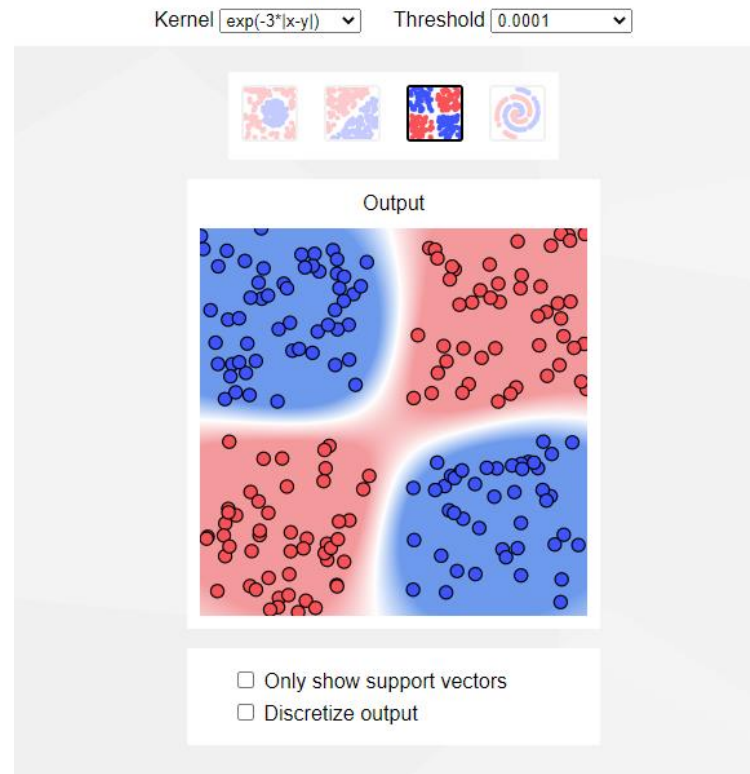 Kernel exp(-3*|x-y|) Threshold 0.0001
Output
Only show support vectors
Discretize output